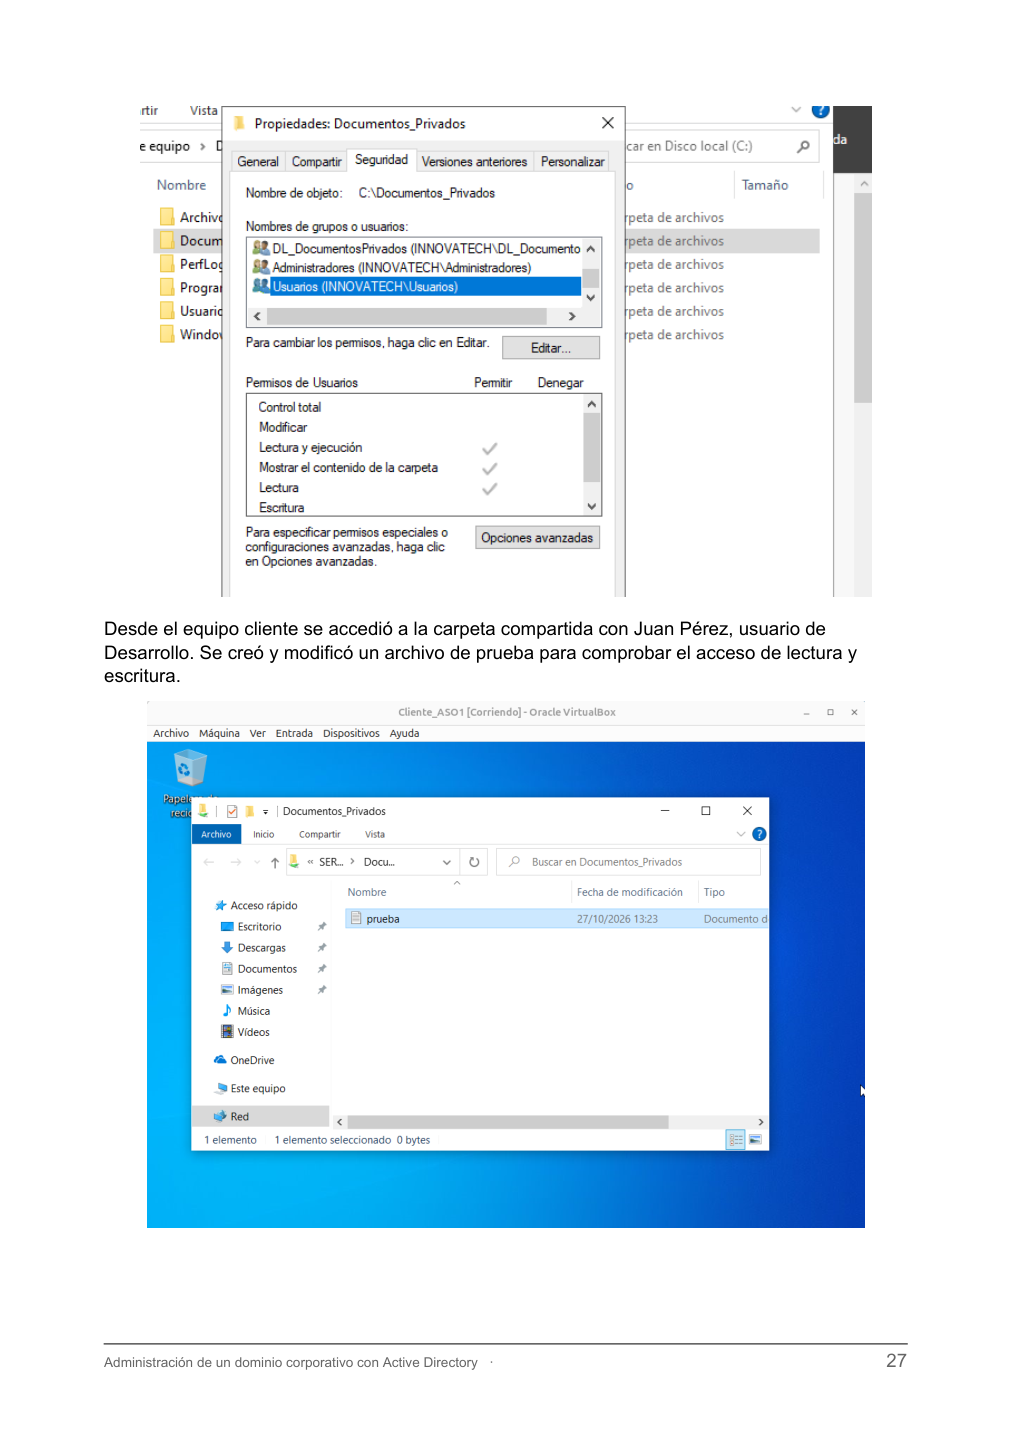 rtir Vista
e equipo > D
car en Disco local (C:)
da
Nombre
o
Tamaño
Archivo
Docum
PerfLog
Program
Usuario
Window
rpeta de archivos
rpeta de archivos
rpeta de archivos
rpeta de archivos
rpeta de archivos
rpeta de archivos
Propiedades: Documentos_Privados
General Compartir Seguridad Versiones anteriores Personalizar
Nombre de objeto: C:\Documentos_Privados
Nombres de grupos o usuarios:
DL_DocumentosPrivados (INNOVATECH\DL_Documento
Administradores (INNOVATECH\Administradores)
Usuarios (INNOVATECH\Usuarios)
Para cambiar los permisos, haga clic en Editar.
Editar...
Permisos de Usuarios Permitir Denegar
Control total
Modificar
Lectura y ejecución
Mostrar el contenido de la carpeta
Lectura
Escritura
Para especificar permisos especiales o
configuraciones avanzadas, haga clic
en Opciones avanzadas.
Opciones avanzadas
Desde el equipo cliente se accedió a la carpeta compartida con Juan Pérez, usuario de
Desarrollo. Se creó y modificó un archivo de prueba para comprobar el acceso de lectura y
escritura.
Cliente_ASO1 [Corriendo] - Oracle VirtualBox
Archivo Máquina Ver Entrada Dispositivos Ayuda
Documentos_Privados
Archivo Inicio Compartir Vista
« SER... > Docu...
Buscar en Documentos_Privados
Nombre Fecha de modificación Tipo
prueba 27/10/2026 13:23 Documento d
Acceso rápido
Escritorio
Descargas
Documentos
Imágenes
Música
Vídeos
OneDrive
Este equipo
Red
1 elemento 1 elemento seleccionado 0 bytes
Administración de un dominio corporativo con Active Directory ·
27